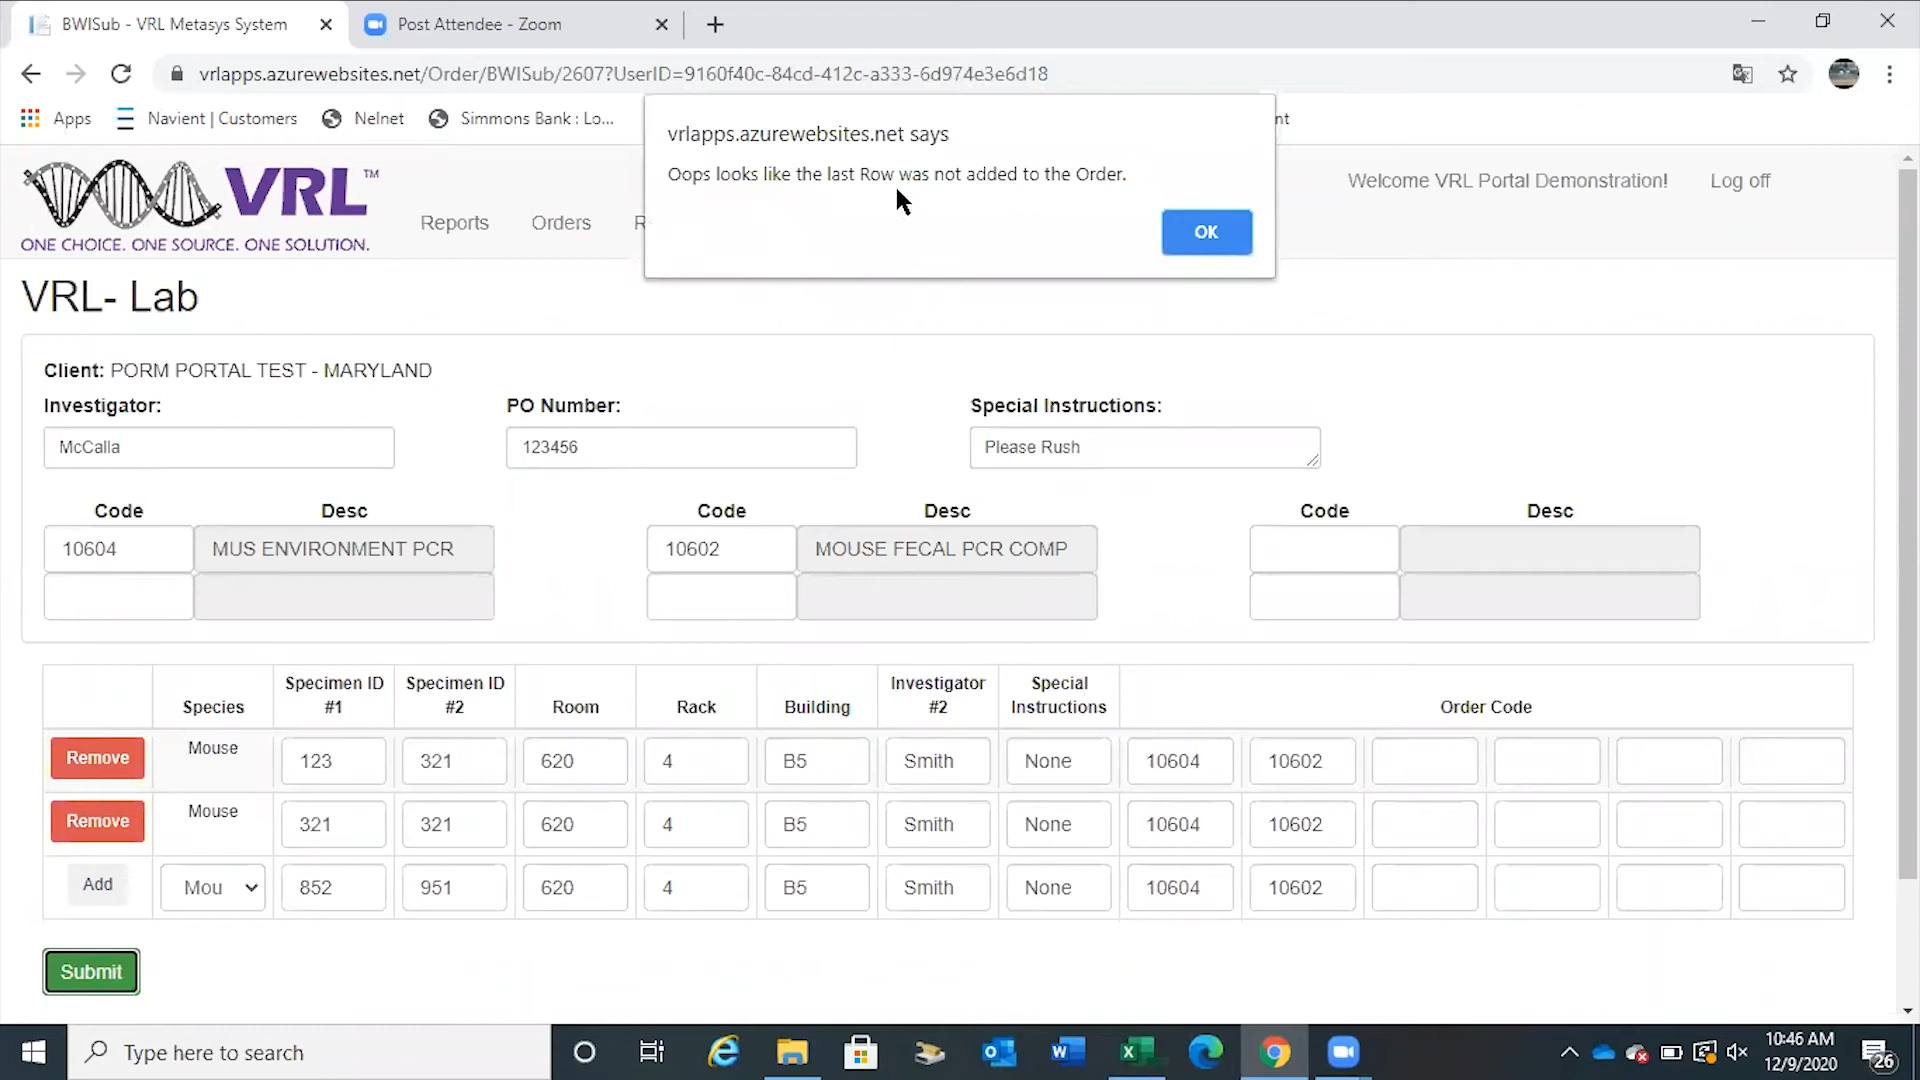 BWISub - VRL Metasys System
Post Attendee - Zoom
vrlapps.azurewebsites.net/Order/BWISub/2607?UserID=9160f40c-84cd-412c-a333-6d974e3e6d18
Apps
Navient | Customers
Nelnet
Simmons Bank : Lo...
nt
vrlapps.azurewebsites.net says
Oops looks like the last Row was not added to the Order.
OK
VRL™
ONE CHOICE. ONE SOURCE. ONE SOLUTION.
Reports
Orders
R
Welcome VRL Portal Demonstration!
Log off
VRL- Lab
Client: PORM PORTAL TEST - MARYLAND
Investigator:
PO Number:
Special Instructions:
McCalla
123456
Please Rush
Code Desc Code Desc Code Desc
10604 MUS ENVIRONMENT PCR 10602 MOUSE FECAL PCR COMP
Species
Specimen ID
#1
Specimen ID
#2
Room
Rack
Building
Investigator
#2
Special
Instructions
Order Code
Remove Mouse 123 321 620 4 B5 Smith None 10604 10602
Remove Mouse 321 321 620 4 B5 Smith None 10604 10602
Add Mou 852 951 620 4 B5 Smith None 10604 10602
Submit
Type here to search
10:46 AM
12/9/2020
26